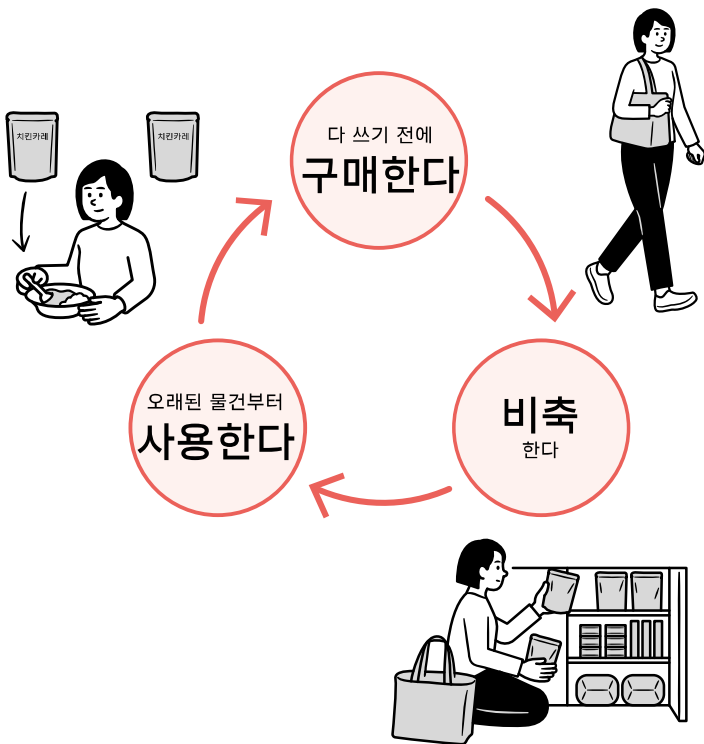 다 쓰기 전에
구매한다
치킨카레
치킨카레
오래된 물건부터
사용한다
비축
한다